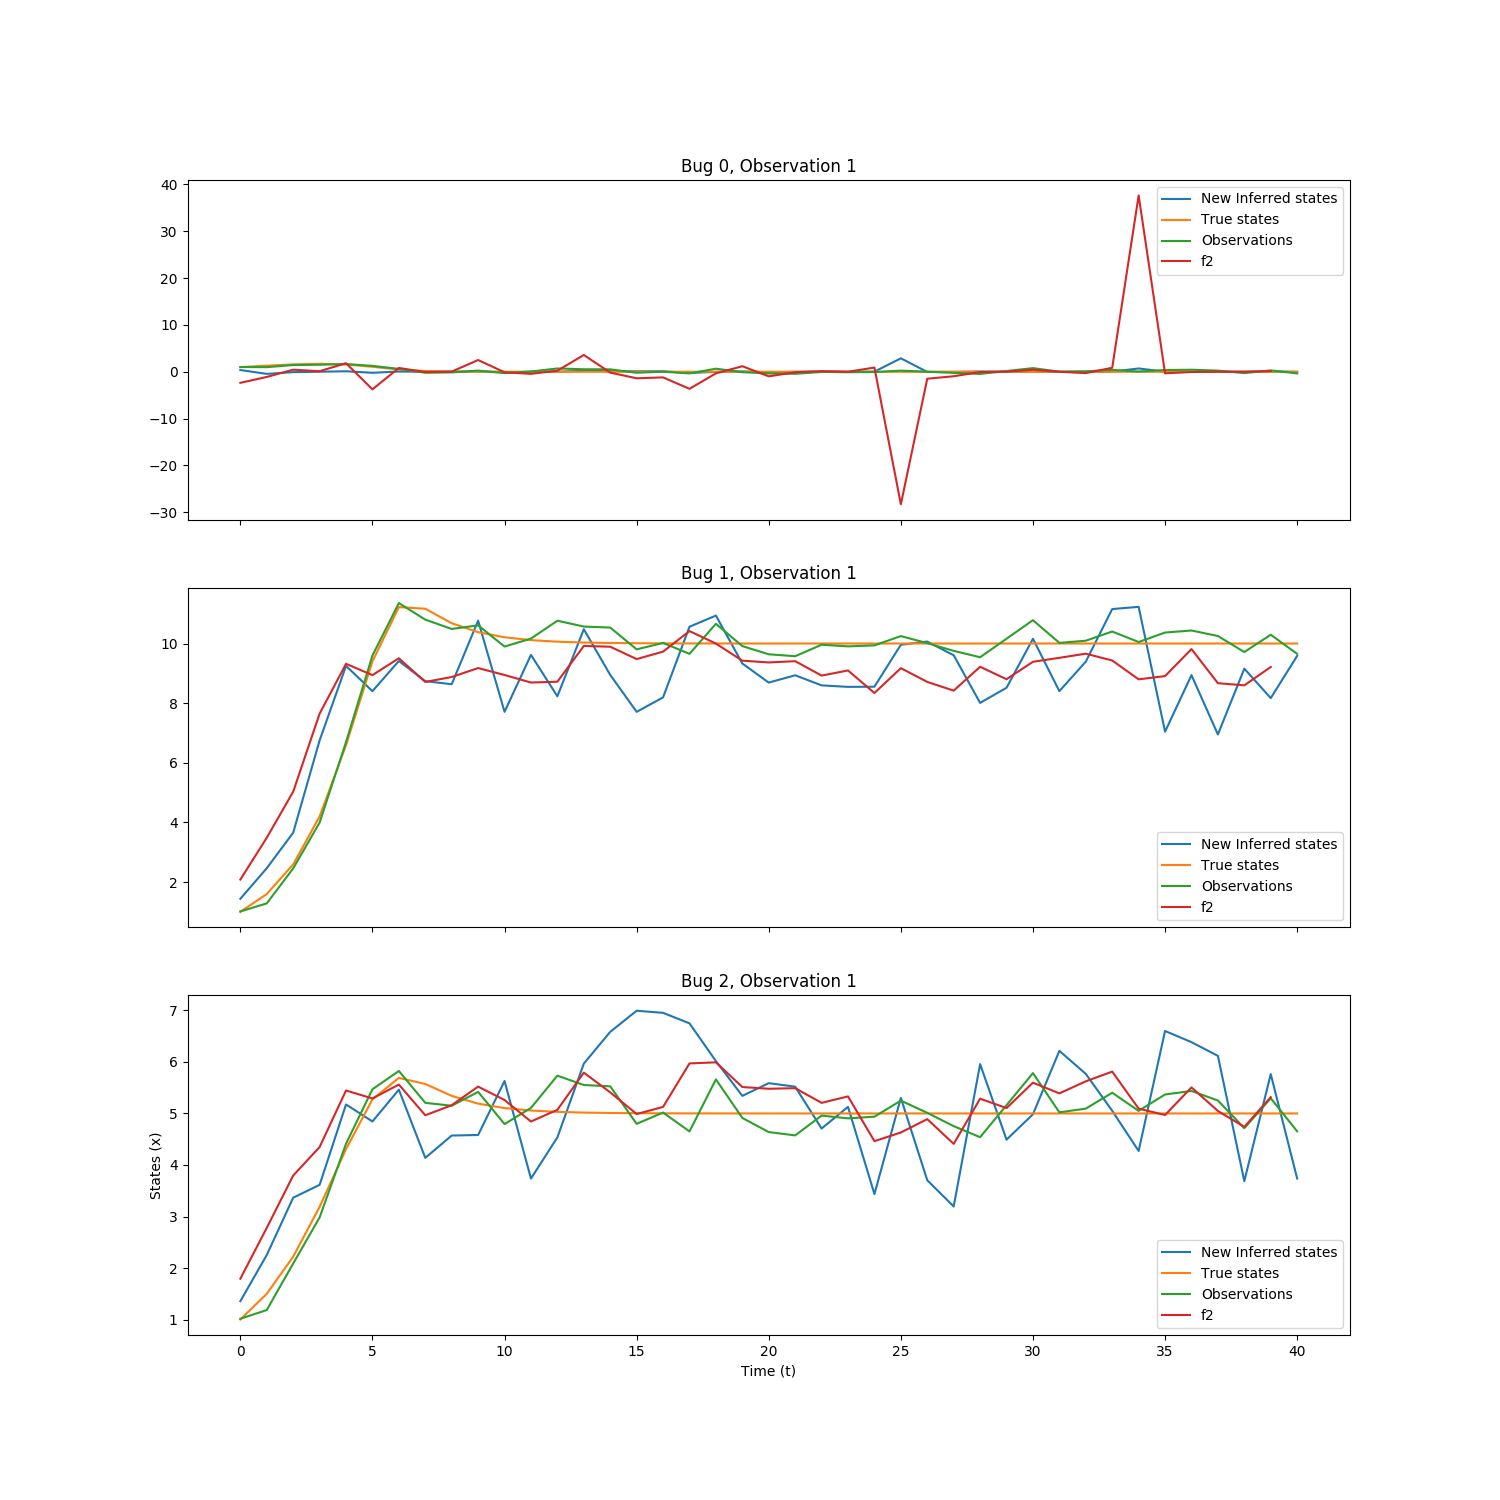 Bug 0, Observation 1
40
30
20
10
0
−10
−20
−30
New Inferred states
True states
Observations
f2
Bug 1, Observation 1
10
8
6
4
2
New Inferred states
True states
Observations
f2
Bug 2, Observation 1
7
6
5
4
3
2
1
States (x)
New Inferred states
True states
Observations
f2
0 5 10 15 20 25 30 35 40
Time (t)